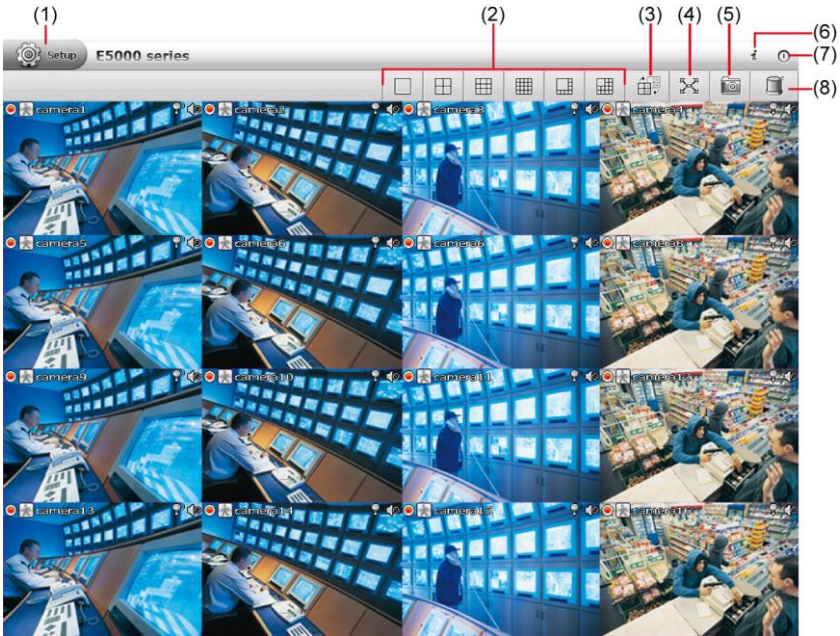 (1)
(2)
(3)
(4)
(5)
(6)
Setup
E5000 series
(7)
(8)
camera1
camera2
camera3
camera4
camera5
camera6
camera6
camera8
camera9
camera10
camera11
camera12
camera13
camera14
camera15
camera16